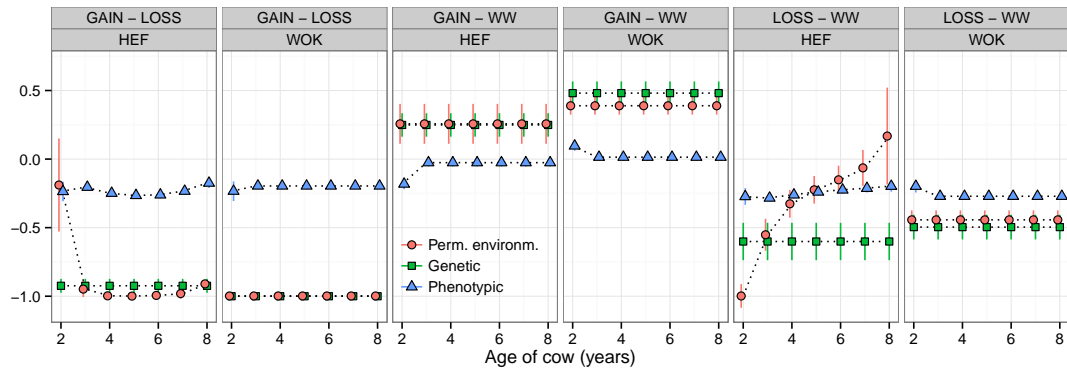 GAIN − LOSS GAIN − LOSS GAIN − WW GAIN − WW LOSS − WW LOSS − WW
HEF WOK HEF WOK HEF WOK
0.5
0.0
−0.5
−1.0
Perm. environm.
Genetic
Phenotypic
2 4 6 8 2 4 6 8 2 4 6 8 2 4 6 8 2 4 6 8 2 4 6 8
Age of cow (years)